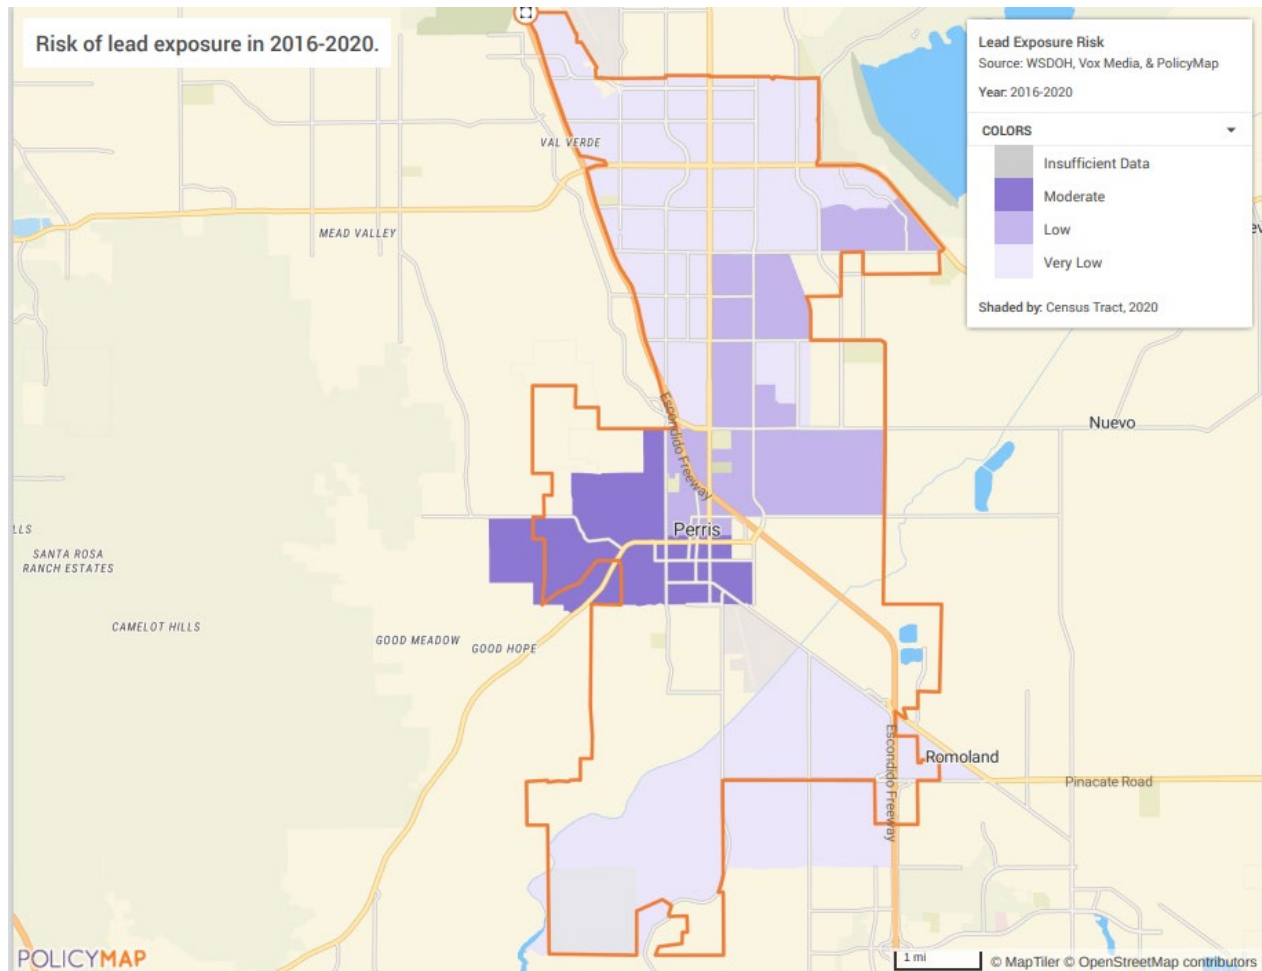 Risk of lead exposure in 2016-2020.
Lead Exposure Risk
Source: WSDOH, Vox Media, & PolicyMap
Year: 2016-2020
COLORS
Insufficient Data
Moderate
Low
Very Low
Shaded by: Census Tract, 2020
VAL VERDE
MEAD VALLEY
Escondido Freeway
Nuevo
Perris
LLS
SANTA ROSA
RANCH ESTATES
CAMELOT HILLS
GOOD MEADOW
GOOD HOPE
Escondido Freeway
Romoland
Pinacate Road
POLICYMAP
1 mi
© MapTiler © OpenStreetMap contributors